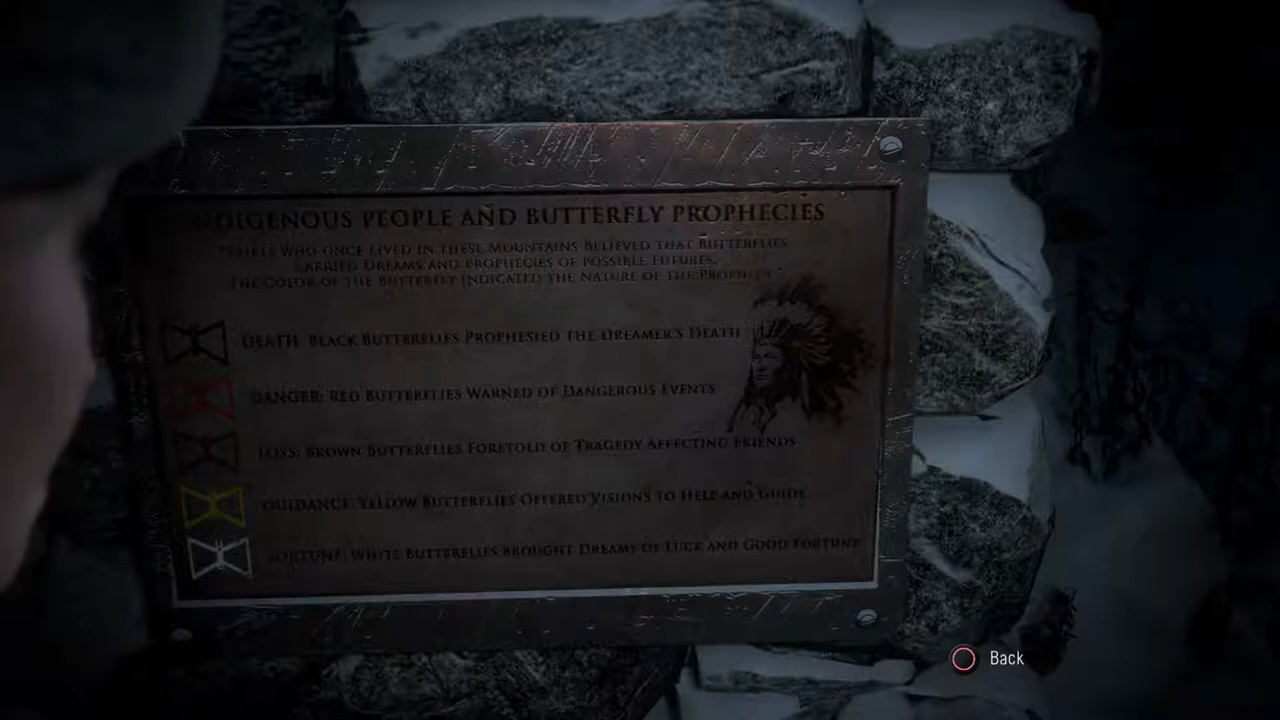 INDIGENOUS PEOPLE AND BUTTERFLY PROPHECIES
TRIBES WHO ONCE LIVED IN THESE MOUNTAINS BELIEVED THAT BUTTERFLIES
CARRIED DREAMS AND PROPHECIES OF POSSIBLE FUTURES.
THE COLOR OF THE BUTTERFLY INDICATED THE NATURE OF THE PROPHECY
DEATH: BLACK BUTTERFLIES PROPHESIED THE DREAMER'S DEATH
DANGER: RED BUTTERFLIES WARNED OF DANGEROUS EVENTS
LOSS: BROWN BUTTERFLIES FORETOLD OF TRAGEDY AFFECTING FRIENDS
GUIDANCE: YELLOW BUTTERFLIES OFFERED VISIONS TO HELP AND GUIDE
FORTUNE: WHITE BUTTERFLIES BROUGHT DREAMS OF LUCK AND GOOD FORTUNE
Back